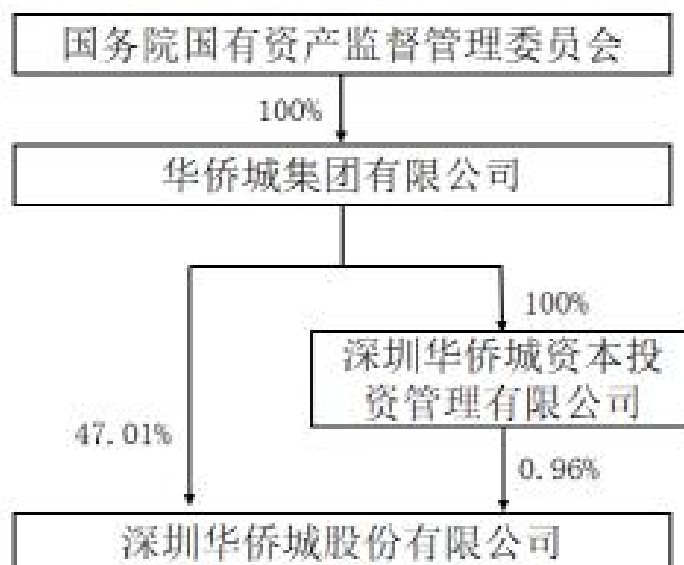 国务院国有资产监督管理委员会
100%
华侨城集团有限公司
100%
深圳华侨城资本投
资管理有限公司
47.01%
0.96%
深圳华侨城股份有限公司